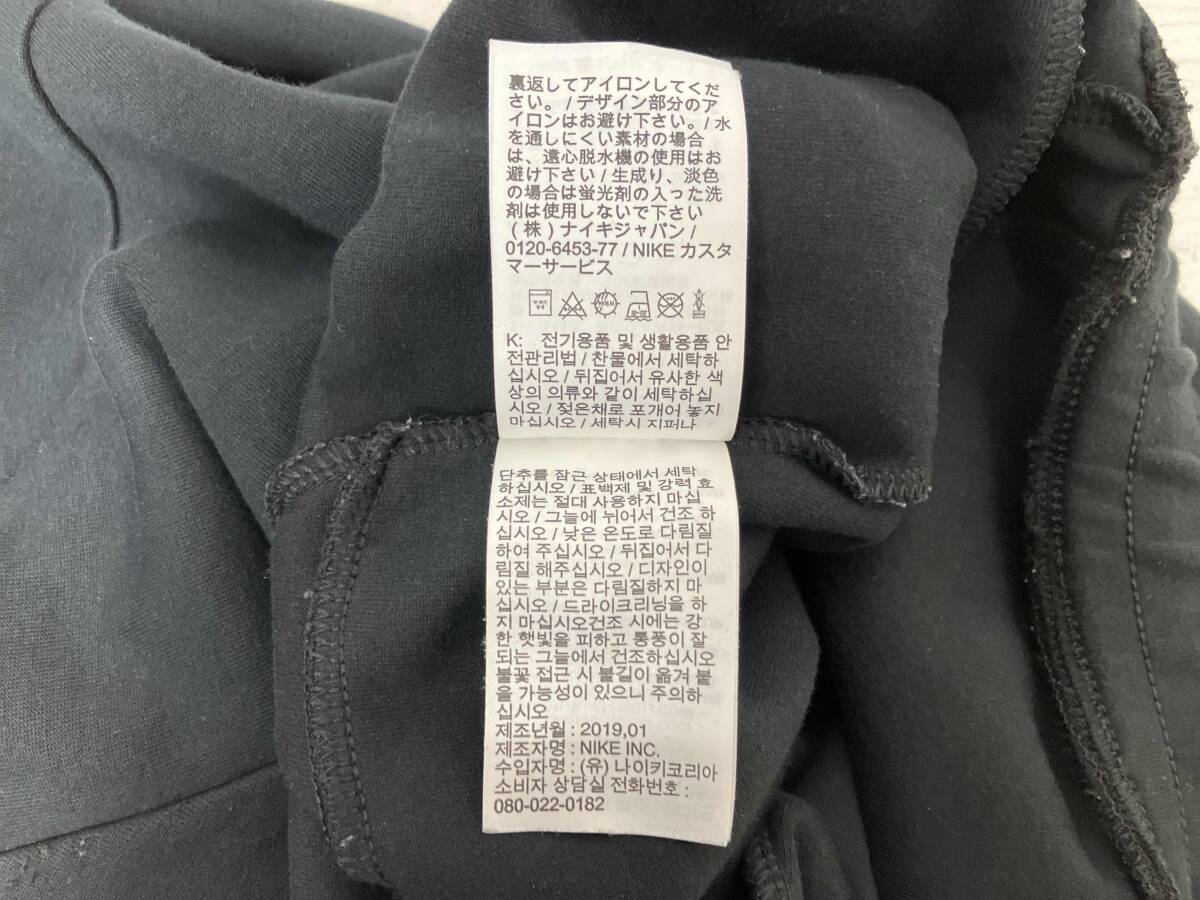 裏返してアイロンしてくだ
さい。/デザイン部分のア
イロンはお避け下さい。/水
を通しにくい素材の場合
は、遠心脱水機の使用はお
避け下さい/生成り、淡色
の場合は蛍光剤の入った洗
剤は使用しないで下さい
(株)ナイキジャパン/
0120-6453-77 / NIKE カスタ
マーサービス
K: 전기용품 및 생활용품 안
전관리법 / 찬물에서 세탁하
십시오 / 뒤집어서 유사한 색
상의 의류와 같이 세탁하십
시오 / 젖은채로 포개어 놓지
마십시오 / 세탁시 지퍼나
단추를 잠근 상태에서 세탁
하십시오 / 표백제 및 강력 효
소제는 절대 사용하지 마십
시오 / 그늘에 뉘어서 건조 하
십시오 / 낮은 온도로 다림질
하여 주십시오 / 뒤집어서 다
림질 해주십시오 / 디자인이
있는 부분은 다림질하지 마
십시오 / 드라이크리닝을 하
지 마십시오건조 시에는 강
한 햇빛을 피하고 통풍이 잘
되는 그늘에서 건조하십시오
불꽃 접근 시 불길이 옮겨 붙
을 가능성이 있으니 주의하
십시오
제조년월 : 2019,01
제조자명 : NIKE INC.
수입자명 : (유) 나이키코리아
소비자 상담실 전화번호 :
080-022-0182